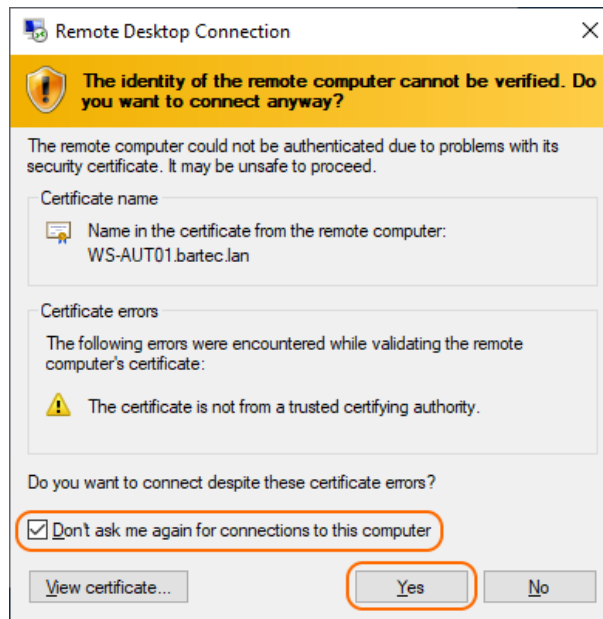 Remote Desktop Connection
The identity of the remote computer cannot be verified. Do
you want to connect anyway?
The remote computer could not be authenticated due to problems with its
security certificate. It may be unsafe to proceed.
Certificate name
Name in the certificate from the remote computer:
WS-AUT01.bartec.lan
Certificate errors
The following errors were encountered while validating the remote
computer's certificate:
The certificate is not from a trusted certifying authority.
Do you want to connect despite these certificate errors?
Don't ask me again for connections to this computer
View certificate... Yes No